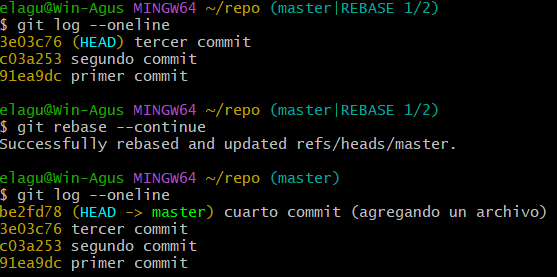 elagu@Win-Agus MINGW64 ~/repo (master|REBASE 1/2)
$ git log --oneline
3e03c76 (HEAD) tercer commit
c03a253 segundo commit
91ea9dc primer commit
elagu@Win-Agus MINGW64 ~/repo (master|REBASE 1/2)
$ git rebase --continue
Successfully rebased and updated refs/heads/master.
elagu@Win-Agus MINGW64 ~/repo (master)
$ git log --oneline
be2fd78 (HEAD -> master) cuarto commit (agregando un archivo)
3e03c76 tercer commit
c03a253 segundo commit
91ea9dc primer commit